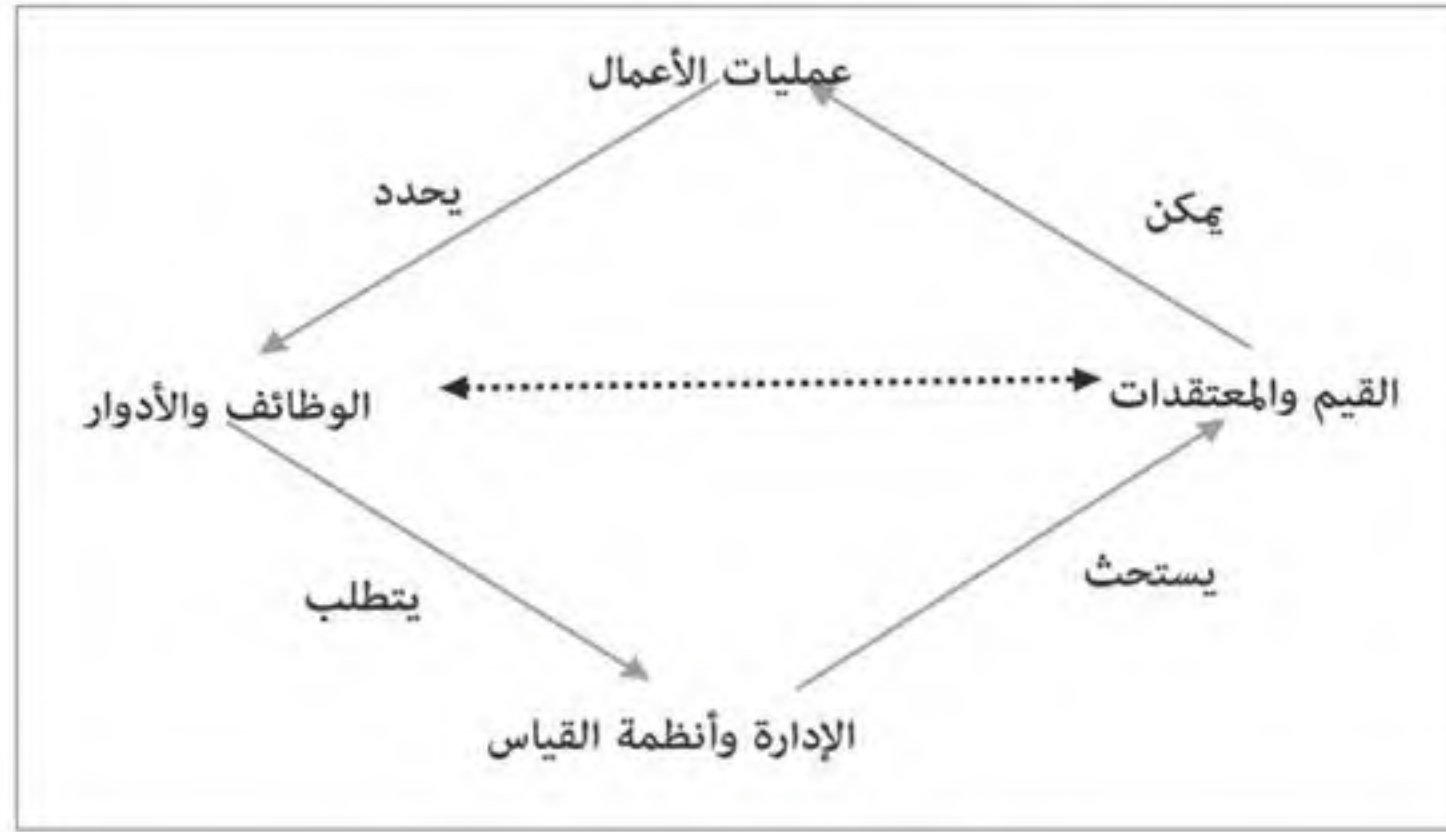 عمليات الأعمال
يحدد
يمكن
الوظائف والأدوار
القيم والمعتقدات
يتطلب
يستحث
الإدارة وأنظمة القياس